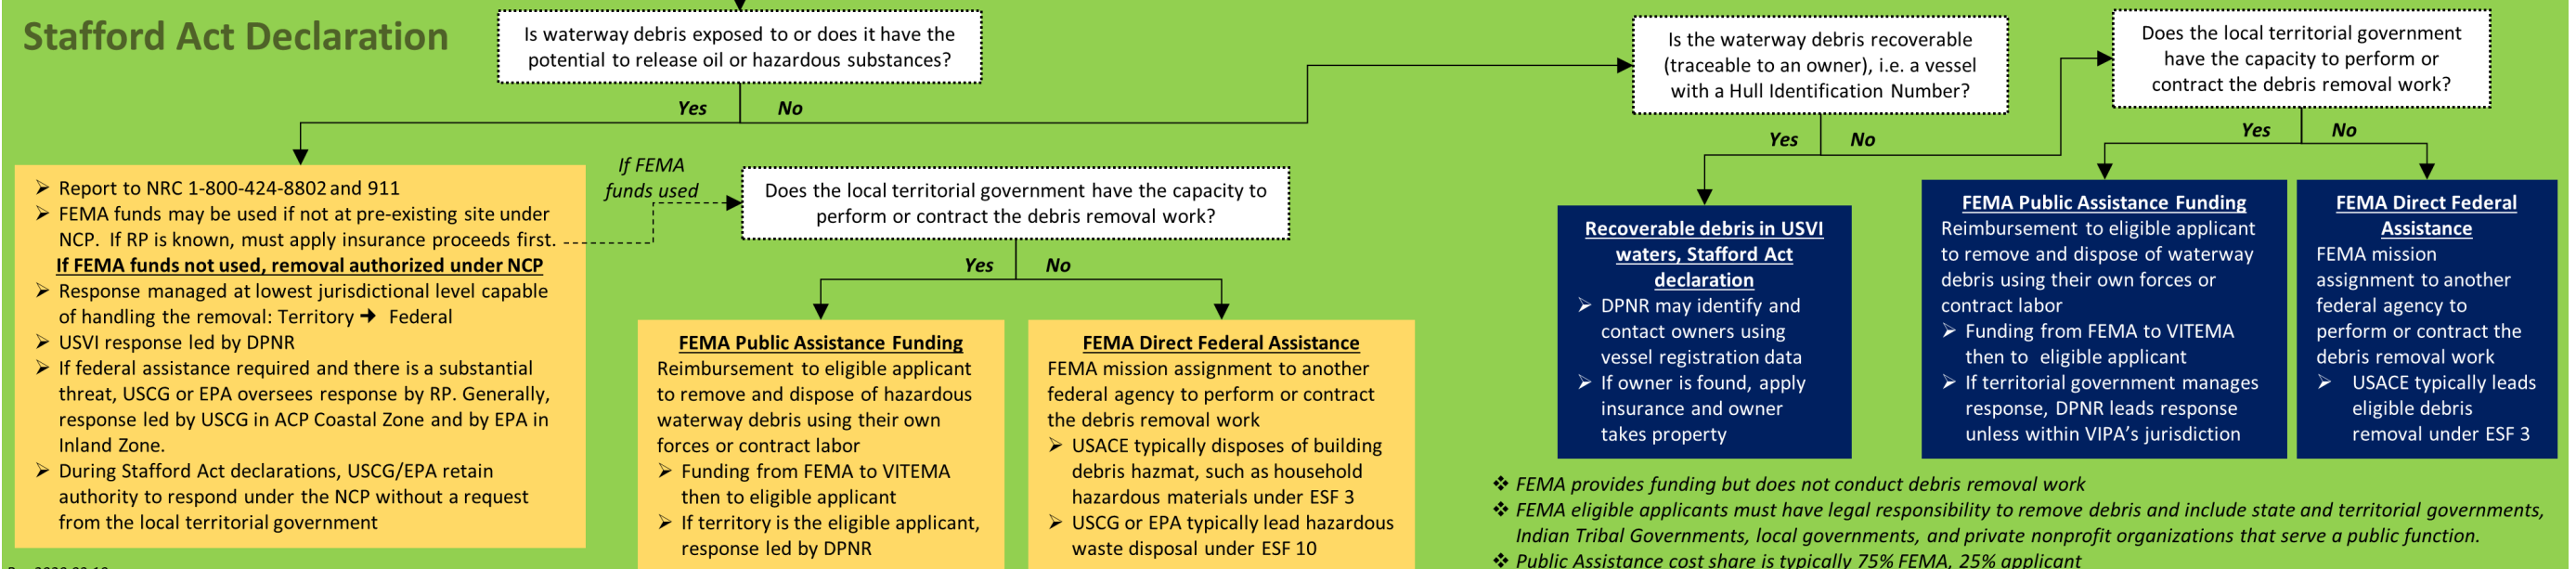 Stafford Act Declaration
Is waterway debris exposed to or does it have the
potential to release oil or hazardous substances?
Yes
No
➢ Report to NRC 1-800-424-8802 and 911
➢ FEMA funds may be used if not at pre-existing site under
NCP. If RP is known, must apply insurance proceeds first.
If FEMA funds not used, removal authorized under NCP
➢ Response managed at lowest jurisdictional level capable
of handling the removal: Territory ➔ Federal
➢ USVI response led by DPNR
➢ If federal assistance required and there is a substantial
threat, USCG or EPA oversees response by RP. Generally,
response led by USCG in ACP Coastal Zone and by EPA in
Inland Zone.
➢ During Stafford Act declarations, USCG/EPA retain
authority to respond under the NCP without a request
from the local territorial government
If FEMA
funds used
Does the local territorial government have the capacity to
perform or contract the debris removal work?
Yes
No
FEMA Public Assistance Funding
Reimbursement to eligible applicant
to remove and dispose of hazardous
waterway debris using their own
forces or contract labor
➢ Funding from FEMA to VITEMA
then to eligible applicant
➢ If territory is the eligible applicant,
response led by DPNR
FEMA Direct Federal Assistance
FEMA mission assignment to another
federal agency to perform or contract
the debris removal work
➢ USACE typically disposes of building
debris hazmat, such as household
hazardous materials under ESF 3
➢ USCG or EPA typically lead hazardous
waste disposal under ESF 10
Is the waterway debris recoverable
(traceable to an owner), i.e. a vessel
with a Hull Identification Number?
Yes
No
Recoverable debris in USVI
waters, Stafford Act
declaration
➢ DPNR may identify and
contact owners using
vessel registration data
➢ If owner is found, apply
insurance and owner
takes property
Does the local territorial government
have the capacity to perform or
contract the debris removal work?
Yes
No
FEMA Public Assistance Funding
Reimbursement to eligible applicant
to remove and dispose of waterway
debris using their own forces or
contract labor
➢ Funding from FEMA to VITEMA
then to eligible applicant
➢ If territorial government manages
response, DPNR leads response
unless within VIPA's jurisdiction
FEMA Direct Federal
Assistance
FEMA mission
assignment to another
federal agency to
perform or contract the
debris removal work
➢ USACE typically leads
eligible debris
removal under ESF 3
❖ FEMA provides funding but does not conduct debris removal work
❖ FEMA eligible applicants must have legal responsibility to remove debris and include state and territorial governments,
Indian Tribal Governments, local governments, and private nonprofit organizations that serve a public function.
❖ Public Assistance cost share is typically 75% FEMA, 25% applicant